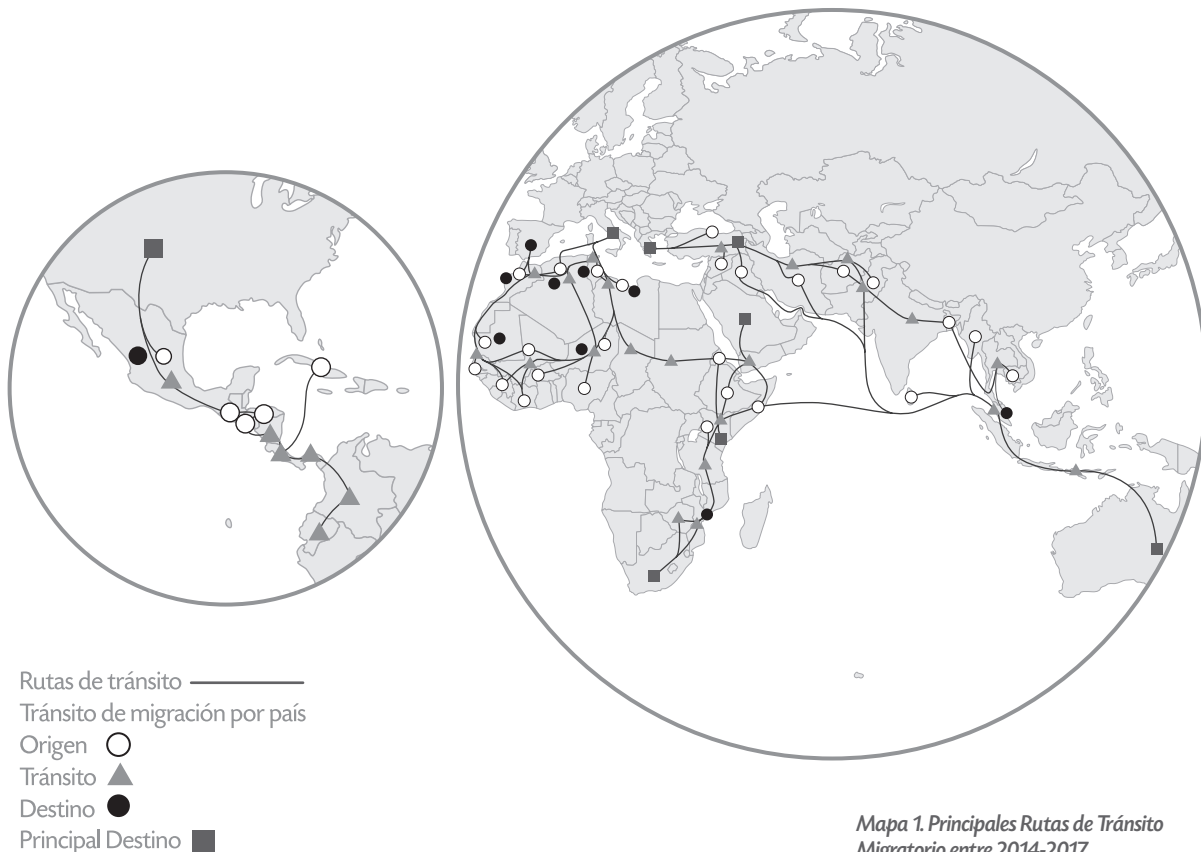 Rutas de tránsito
Tránsito de migración por país
Origen
Tránsito
Destino
Principal Destino
Mapa 1. Principales Rutas de Tránsito
Migratorio entre 2014-2017